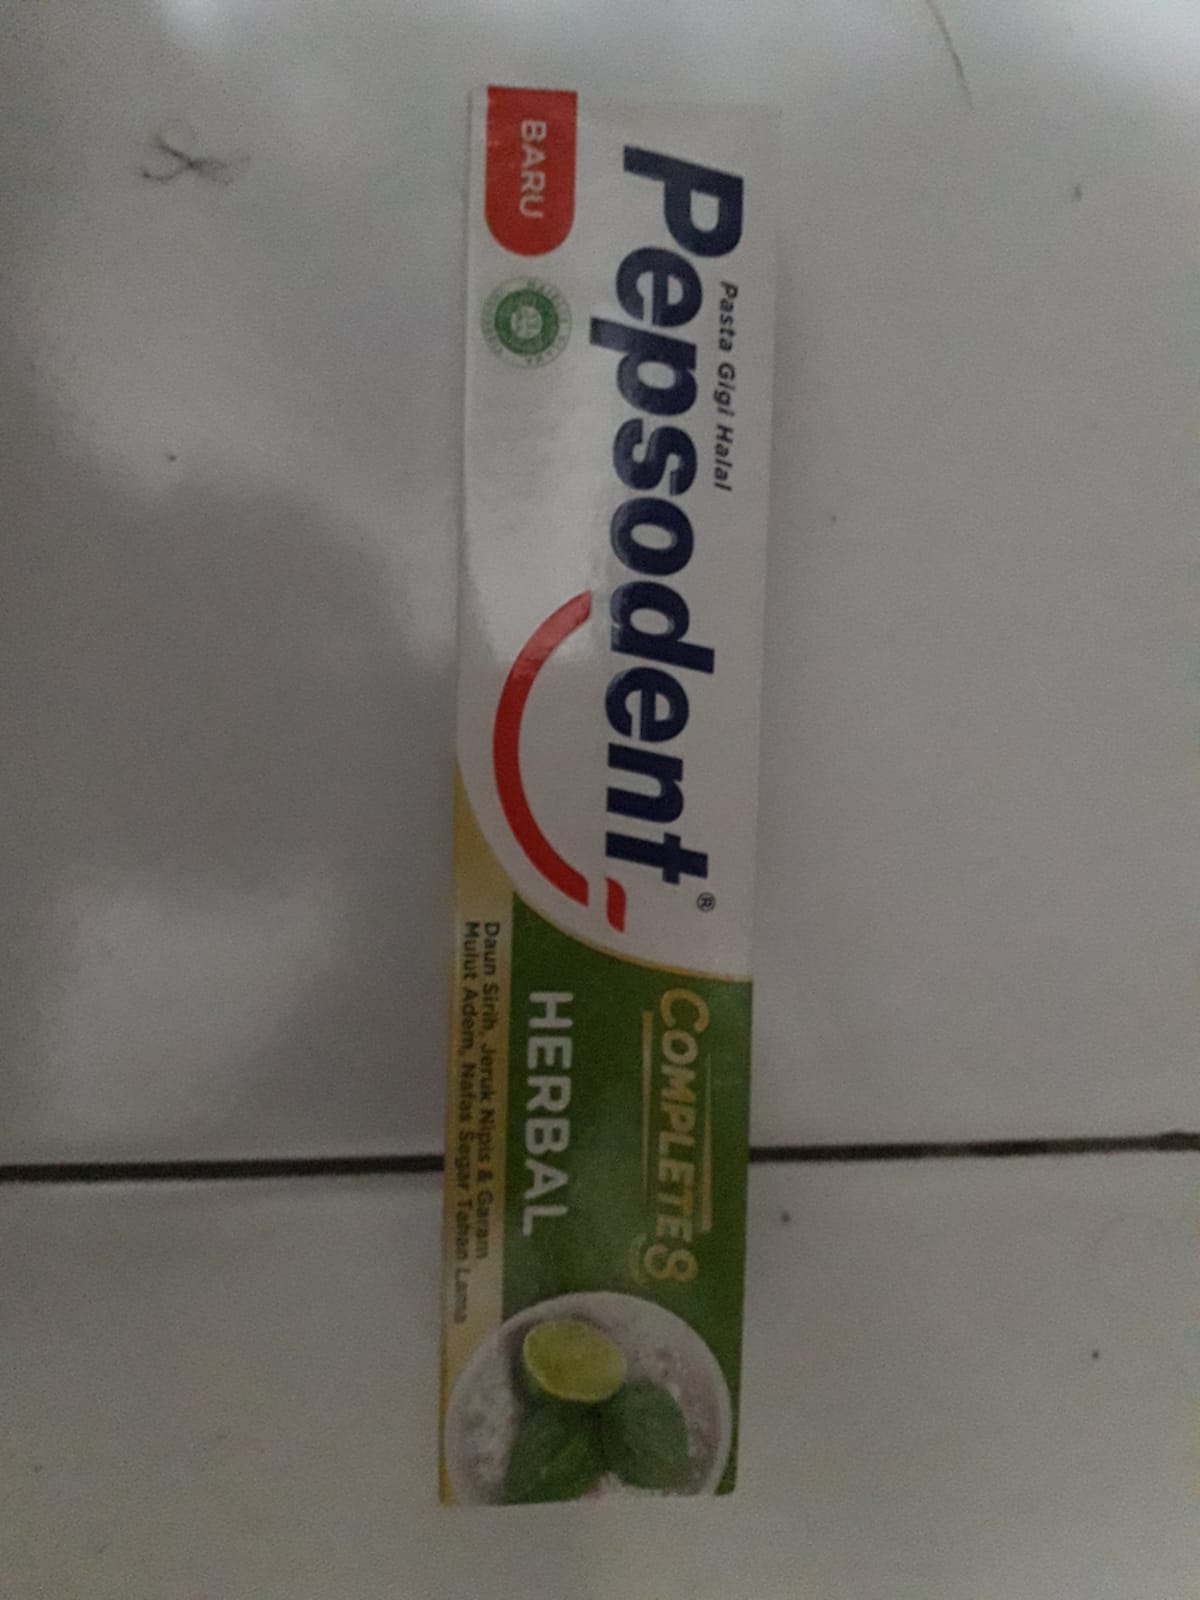 Pasta Gigi Halal
Pepsodent®
BARU
COMPLETE 8
HERBAL
Daun Sirih, Jeruk Nipis & Garam
Mulut Adem, Nafas Segar Tahan Lama